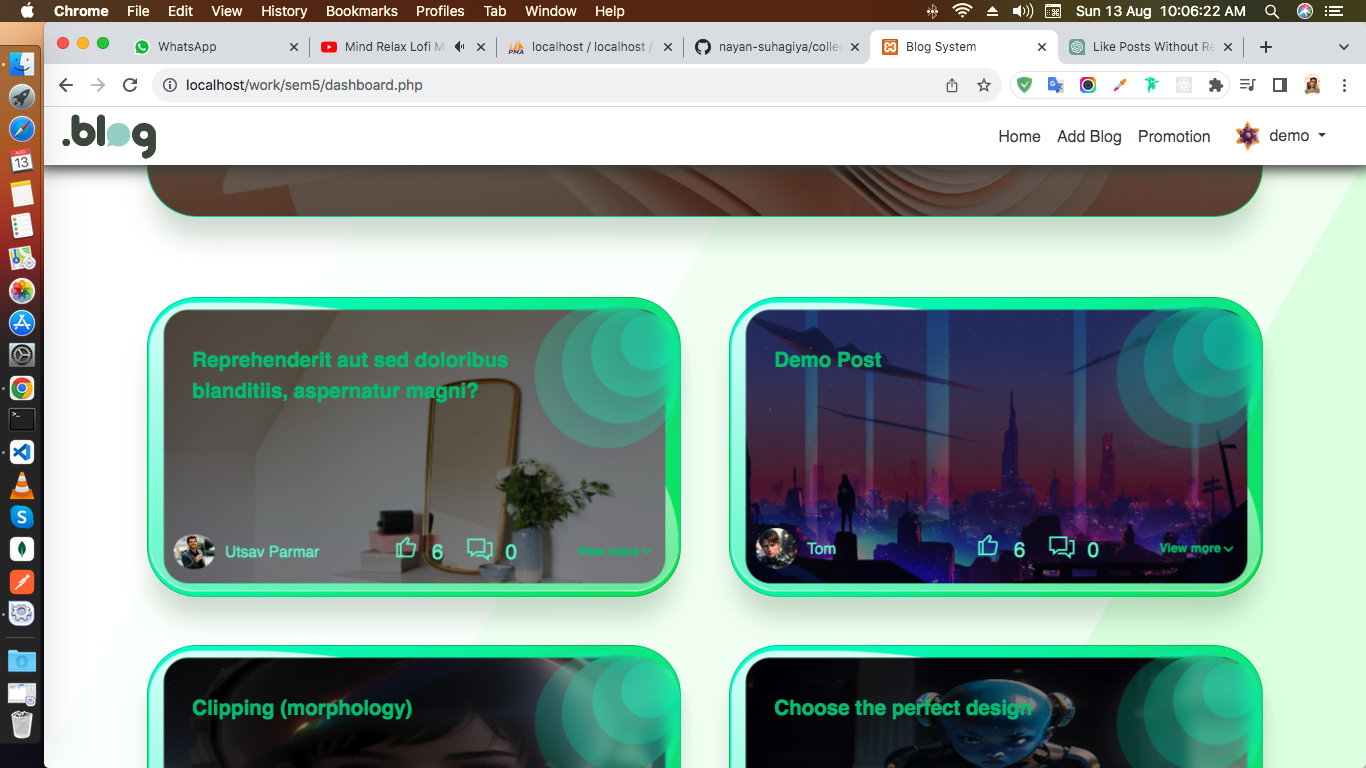 Chrome File Edit View History Bookmarks Profiles Tab Window Help Sun 13 Aug 10:06:22 AM
WhatsApp Mind Relax Lofi M localhost / localhost / nayan-suhagiya/colle Blog System Like Posts Without Re
PMA
localhost/work/sem5/dashboard.php
.blog Home Add Blog Promotion demo
AUG
13
Reprehenderit aut sed doloribus
blanditiis, aspernatur magni?
Utsav Parmar 6 0 View more
Demo Post
Tom 6 0 View more
Clipping (morphology)
Choose the perfect design